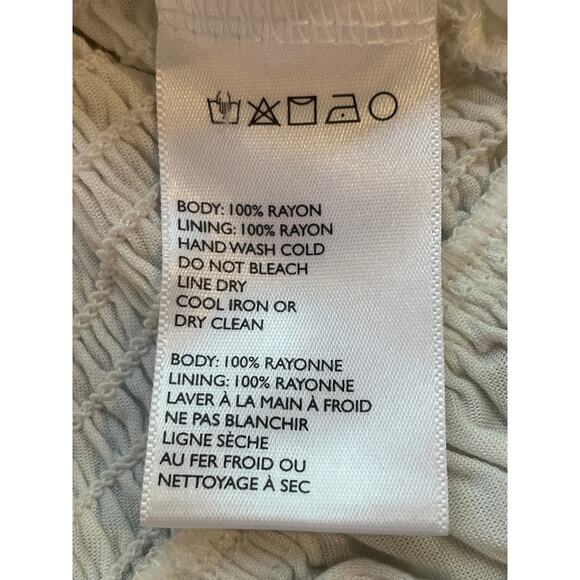 BODY: 100% RAYON
LINING: 100% RAYON
HAND WASH COLD
DO NOT BLEACH
LINE DRY
COOL IRON OR
DRY CLEAN
BODY: 100% RAYONNE
LINING: 100% RAYONNE
LAVER À LA MAIN À FROID
NE PAS BLANCHIR
LIGNE SÈCHE
AU FER FROID OU
NETTOYAGE À SEC